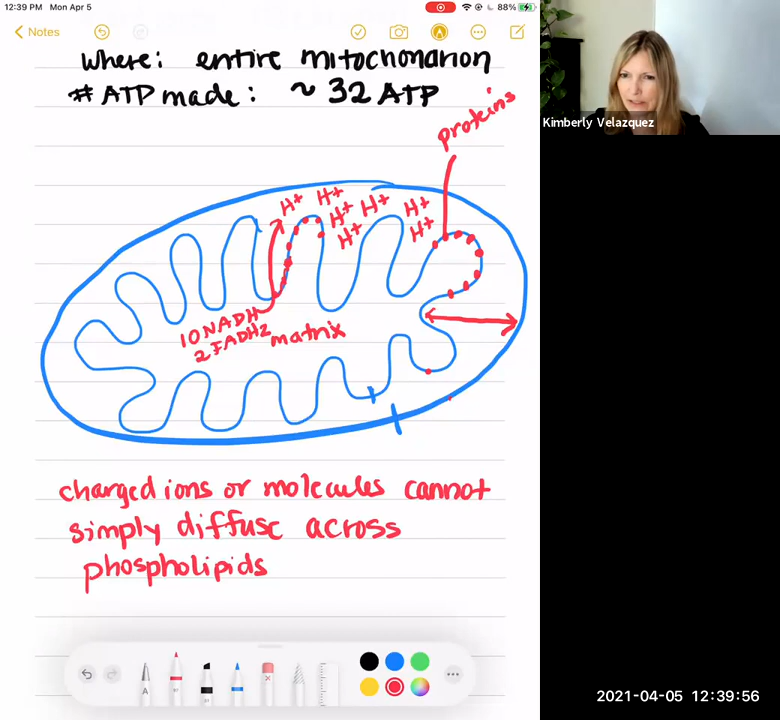 12:39 PM Mon Apr 5
88%
Notes
where: entire mitochondrion
# ATP made: ~ 32 ATP
proteins
H+ H+ H+ H+ H+
H+ H+
10 NADH
2 FADH2
matrix
charged ions or molecules cannot
simply diffuse across
phospholipids
A
Kimberly Velazquez
2021-04-05 12:39:56